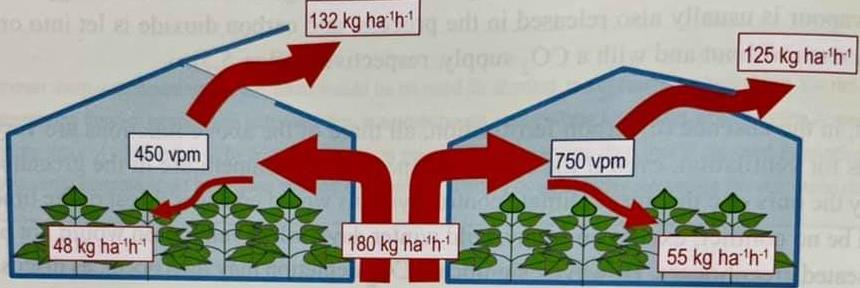 132 kg ha⁻¹h⁻¹
125 kg ha⁻¹h⁻¹
450 vpm
750 vpm
48 kg ha⁻¹h⁻¹
180 kg ha⁻¹h⁻¹
55 kg ha⁻¹h⁻¹